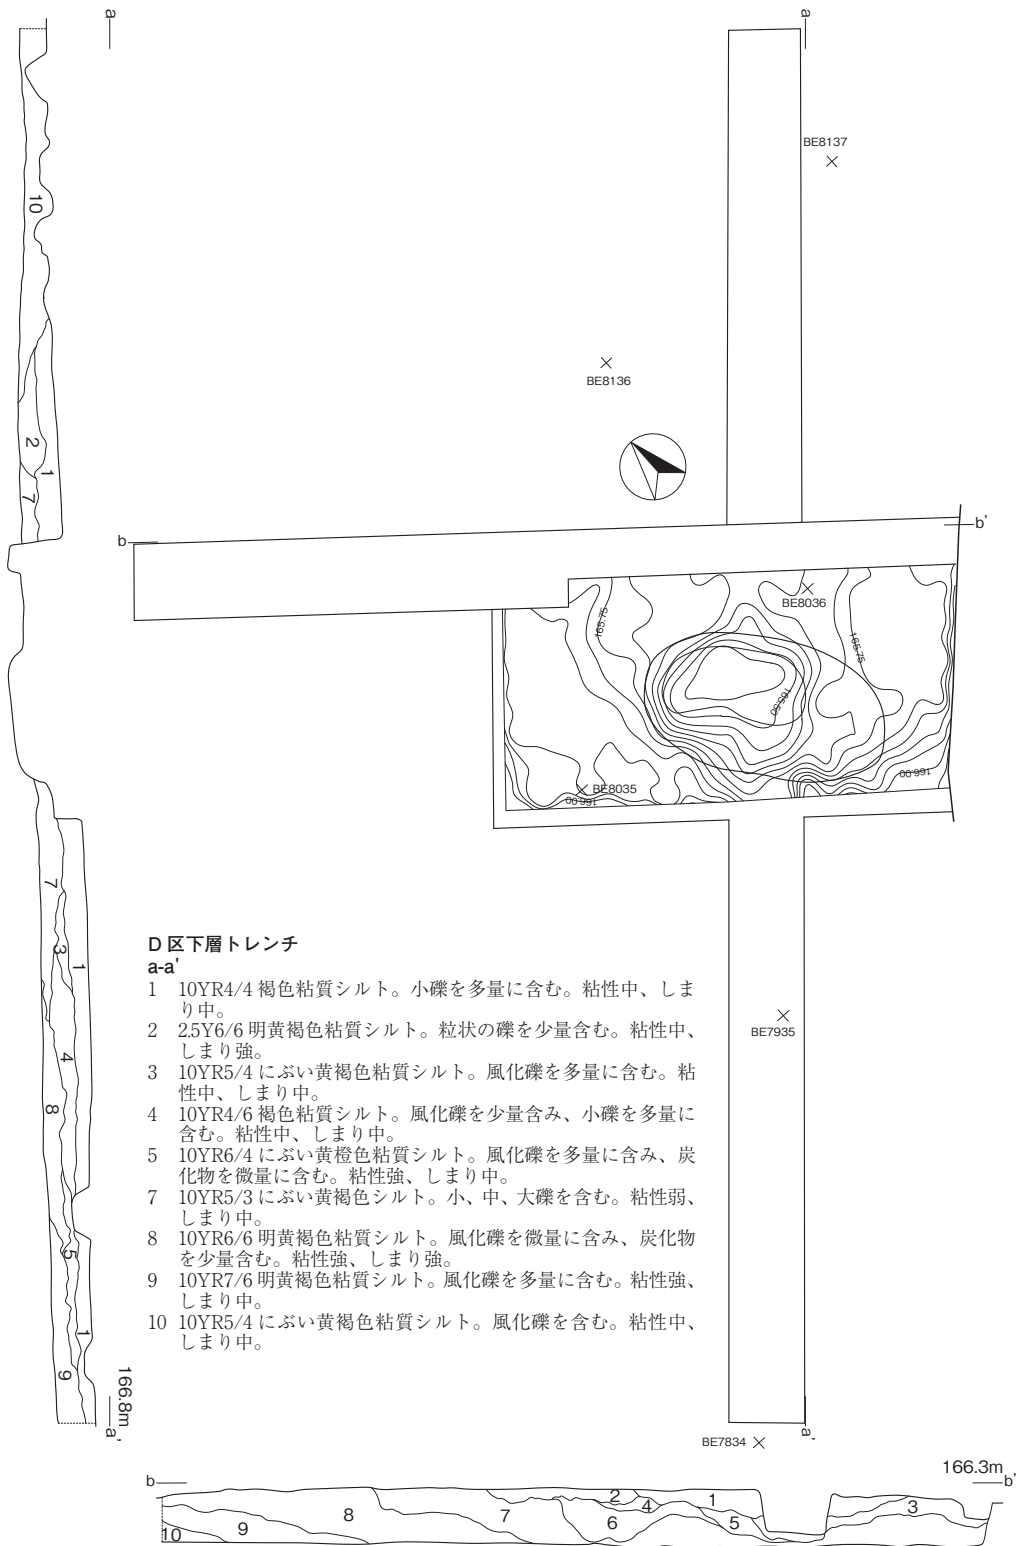 a
a
BE8137
10
BE8136
2
1
7
b
b'
BE8036
165.75
165.75
165.50
BE8035
166.00
166.00
7
3
1
D 区下層トレンチ
a-a'
1 10YR4/4 褐色粘質シルト。小礫を多量に含む。粘性中、しま
り中。
2 2.5Y6/6 明黄褐色粘質シルト。粒状の礫を少量含む。粘性中、
しまり強。
3 10YR5/4 にぶい黄褐色粘質シルト。風化礫を多量に含む。粘
性中、しまり中。
4 10YR4/6 褐色粘質シルト。風化礫を少量含み、小礫を多量に
含む。粘性中、しまり中。
5 10YR6/4 にぶい黄橙色粘質シルト。風化礫を多量に含み、炭
化物を微量に含む。粘性強、しまり中。
7 10YR5/3 にぶい黄褐色シルト。小、中、大礫を含む。粘性弱、
しまり中。
8 10YR6/6 明黄褐色粘質シルト。風化礫を微量に含み、炭化物
を少量含む。粘性強、しまり強。
9 10YR7/6 明黄褐色粘質シルト。風化礫を多量に含む。粘性強、
しまり中。
10 10YR5/4 にぶい黄褐色粘質シルト。風化礫を含む。粘性中、
しまり中。
BE7935
4
8
5
1
9
166.8m
a'
a'
BE7834
166.3m
b
b'
2
1
3
4
8
7
6
5
9
10